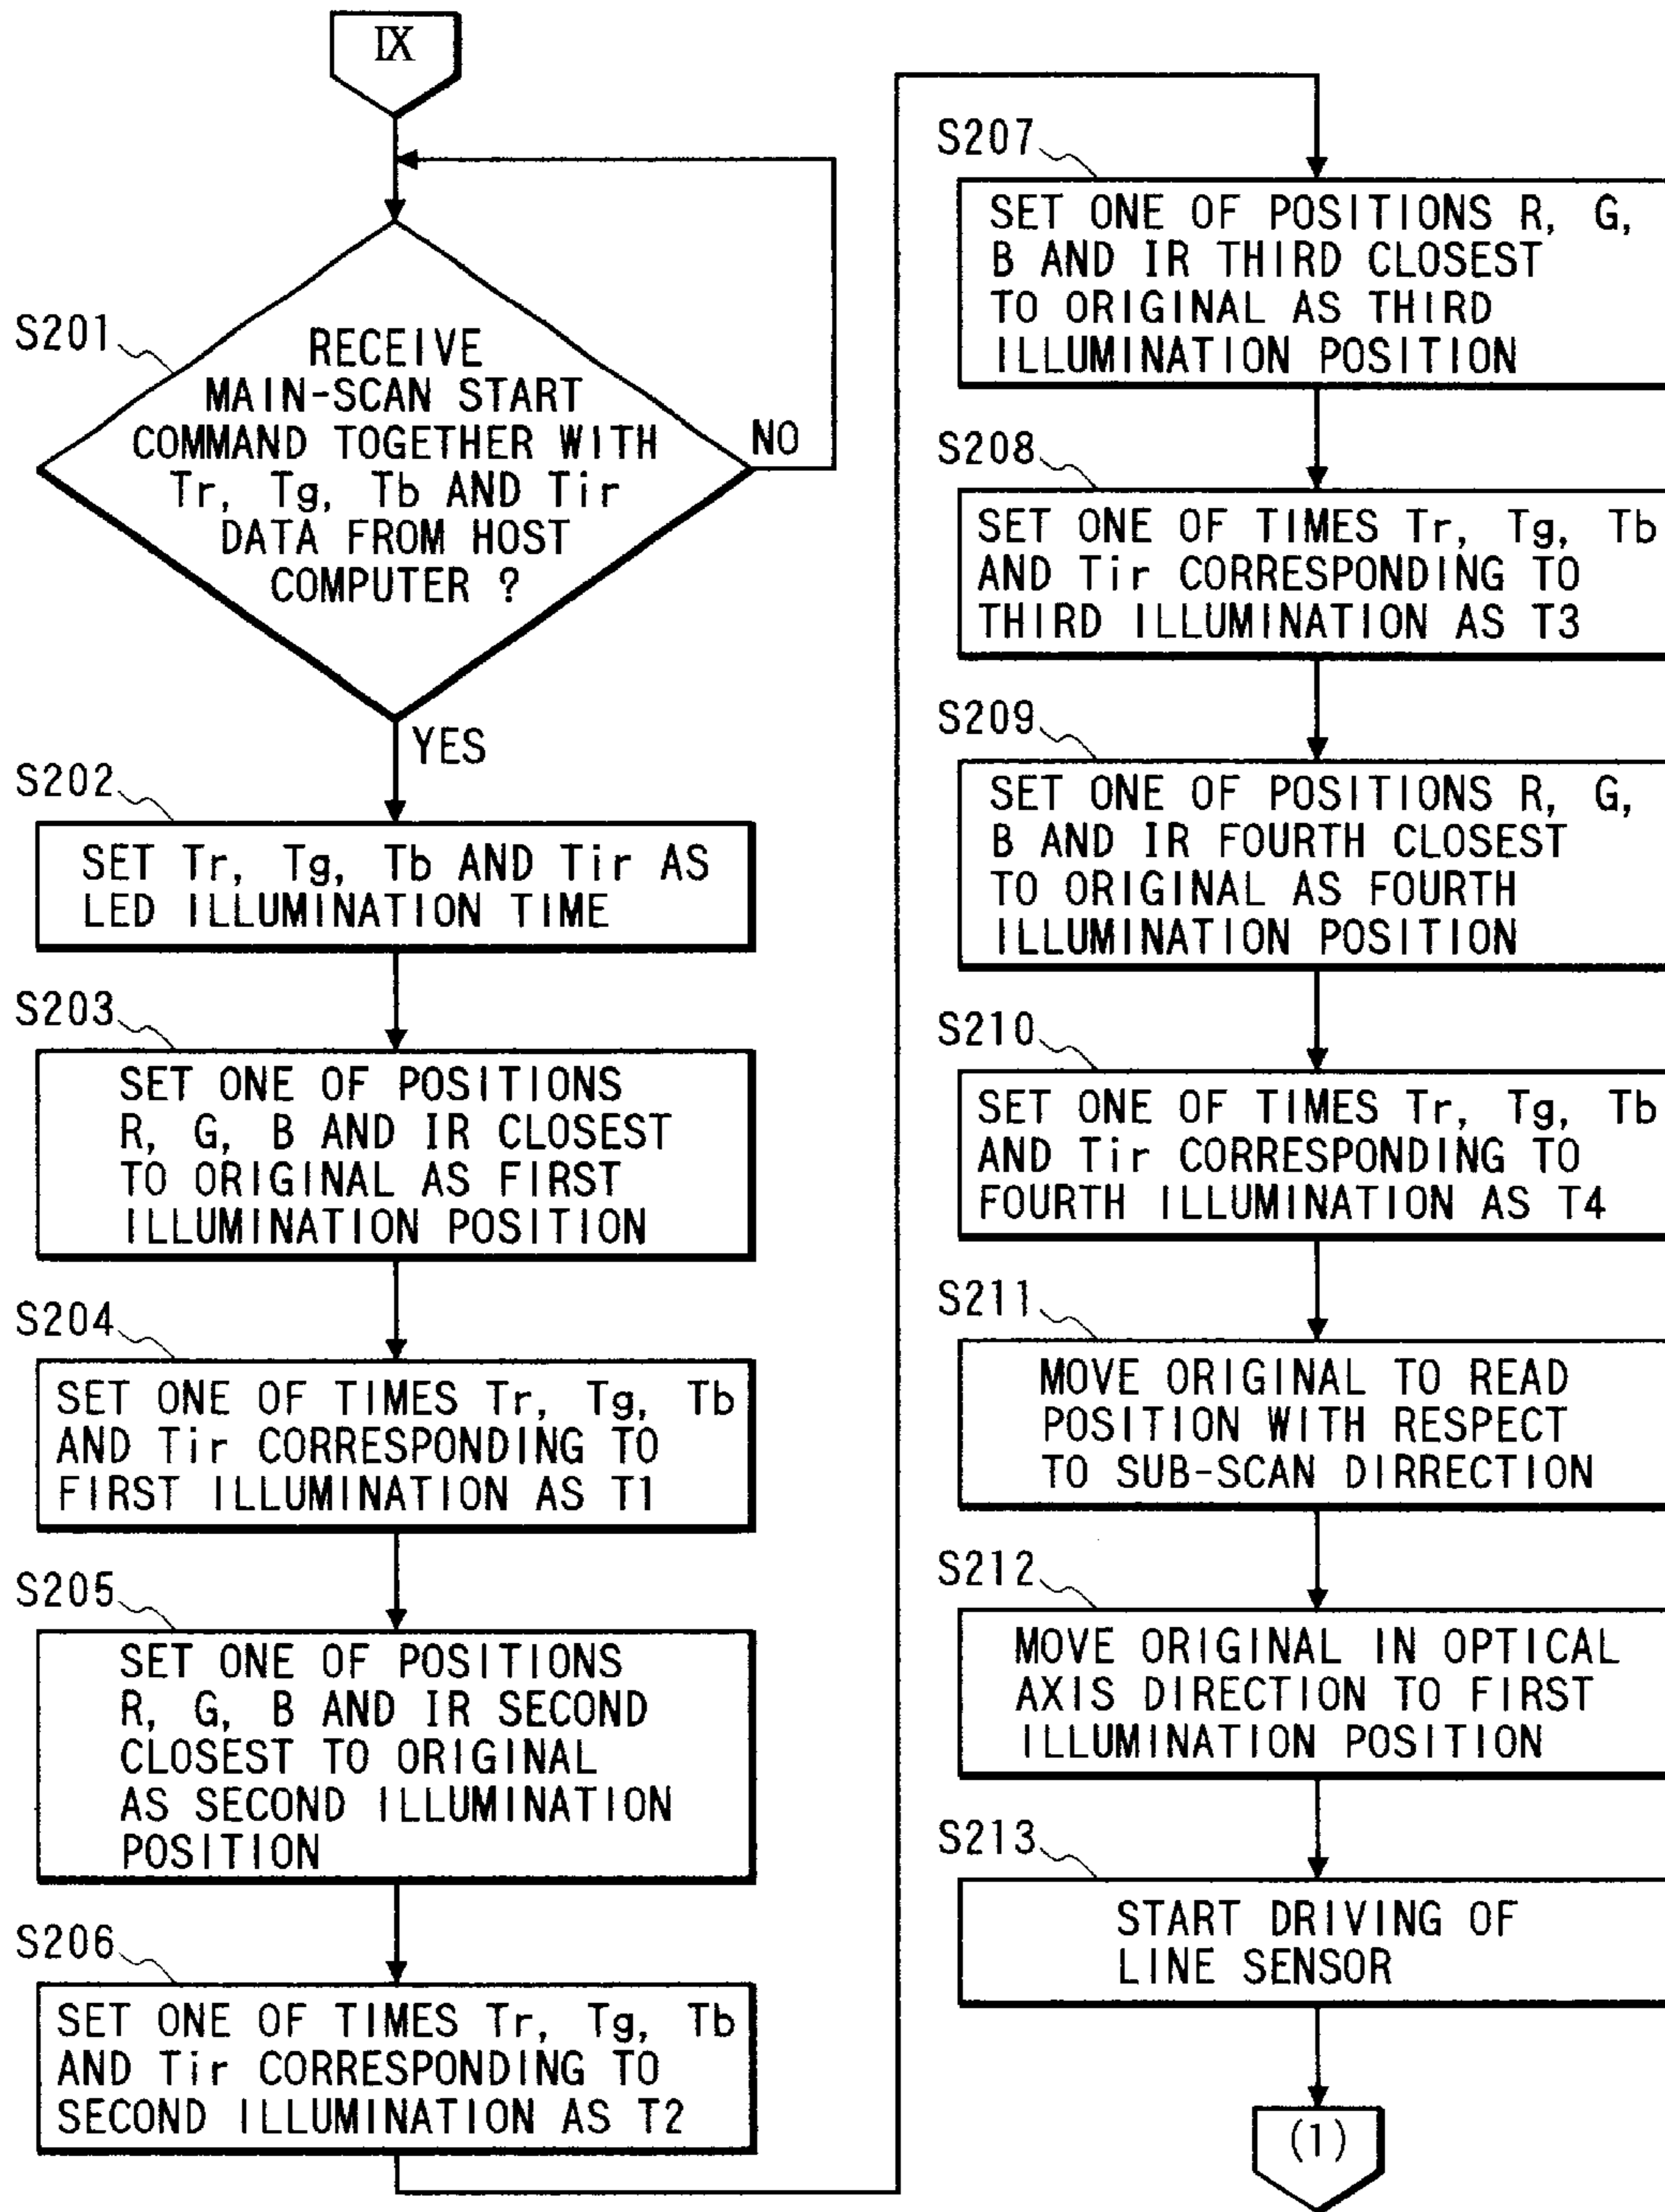 IX
S201
RECEIVE
MAIN-SCAN START
COMMAND TOGETHER WITH
Tr, Tg, Tb AND Tir
DATA FROM HOST
COMPUTER ?
NO
YES
S202
SET Tr, Tg, Tb AND Tir AS
LED ILLUMINATION TIME
S203
SET ONE OF POSITIONS
R, G, B AND IR CLOSEST
TO ORIGINAL AS FIRST
ILLUMINATION POSITION
S204
SET ONE OF TIMES Tr, Tg, Tb
AND Tir CORRESPONDING TO
FIRST ILLUMINATION AS T1
S205
SET ONE OF POSITIONS
R, G, B AND IR SECOND
CLOSEST TO ORIGINAL
AS SECOND ILLUMINATION
POSITION
S206
SET ONE OF TIMES Tr, Tg, Tb
AND Tir CORRESPONDING TO
SECOND ILLUMINATION AS T2
S207
SET ONE OF POSITIONS R, G,
B AND IR THIRD CLOSEST
TO ORIGINAL AS THIRD
ILLUMINATION POSITION
S208
SET ONE OF TIMES Tr, Tg, Tb
AND Tir CORRESPONDING TO
THIRD ILLUMINATION AS T3
S209
SET ONE OF POSITIONS R, G,
B AND IR FOURTH CLOSEST
TO ORIGINAL AS FOURTH
ILLUMINATION POSITION
S210
SET ONE OF TIMES Tr, Tg, Tb
AND Tir CORRESPONDING TO
FOURTH ILLUMINATION AS T4
S211
MOVE ORIGINAL TO READ
POSITION WITH RESPECT
TO SUB-SCAN DIRRECTION
S212
MOVE ORIGINAL IN OPTICAL
AXIS DIRECTION TO FIRST
ILLUMINATION POSITION
S213
START DRIVING OF
LINE SENSOR
(1)